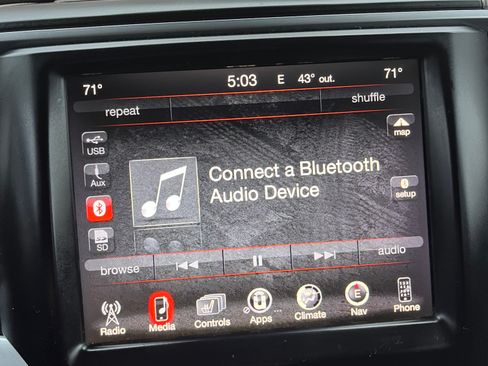 71° 5:03 E 43° out. 71°
repeat shuffle
USB
map
Aux
Connect a Bluetooth
Audio Device
setup
SD
browse audio
Radio Media Controls Apps ... Climate E Nav Phone